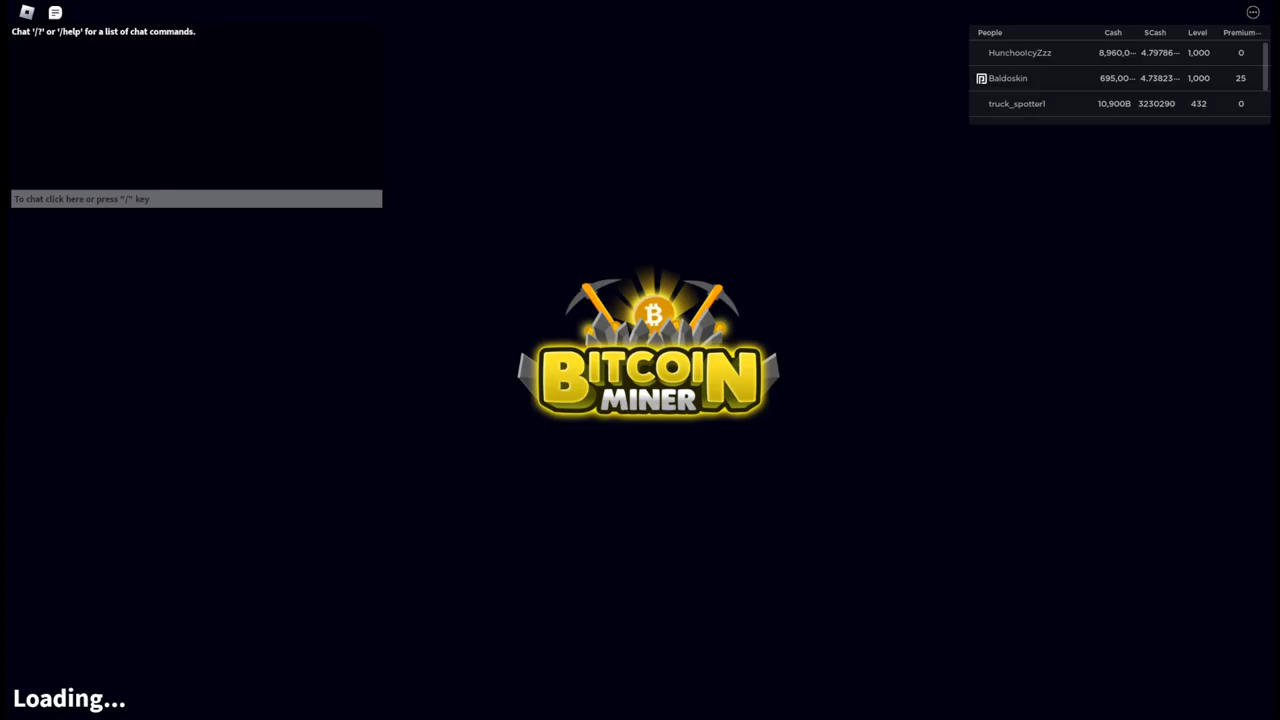 Chat '/?' or '/help' for a list of chat commands.
To chat click here or press "/" key
People Cash SCash Level Premium...
HunchoolcyZzz 8,960,0... 4.79786... 1,000 0
Baldoskin 695,00... 4.73823... 1,000 25
truck_spotter1 10,900B 3230290 432 0
BITCOIN
MINER
Loading...